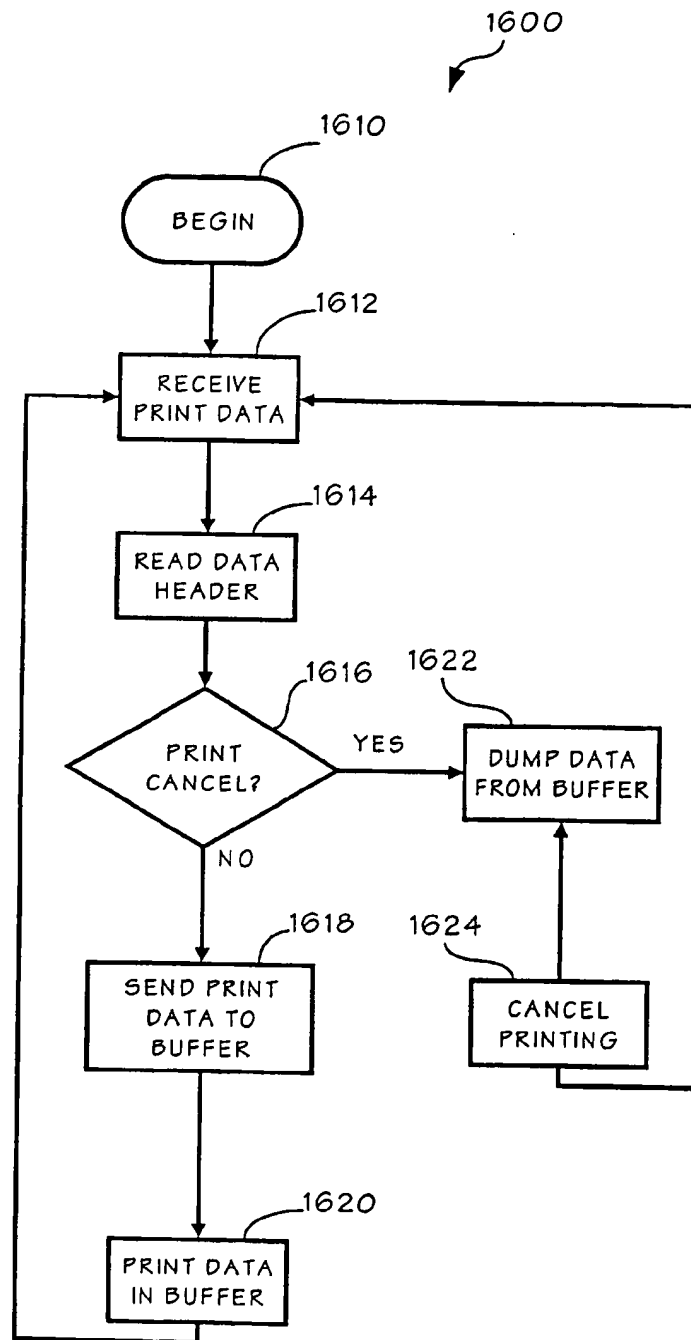 1600
1610
BEGIN
1612
RECEIVE
PRINT DATA
1614
READ DATA
HEADER
1616
1622
PRINT
CANCEL?
YES
DUMP DATA
FROM BUFFER
NO
1618
1624
SEND PRINT
DATA TO
BUFFER
CANCEL
PRINTING
1620
PRINT DATA
IN BUFFER